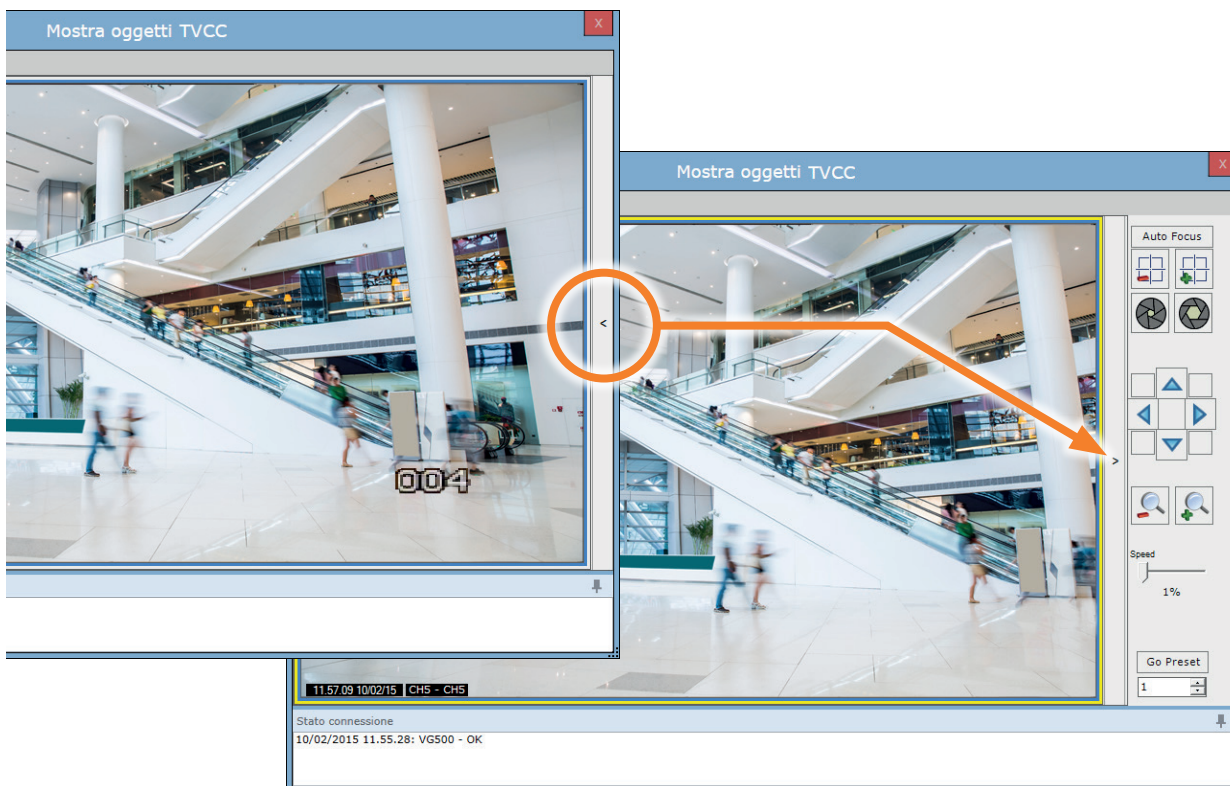 Mostra oggetti TVCC
X
<
004
Mostra oggetti TVCC
X
Auto Focus
>
Speed
1%
Go Preset
1
11.57.09 10/02/15 CH5 - CH5
Stato connessione
10/02/2015 11.55.28: VG500 - OK